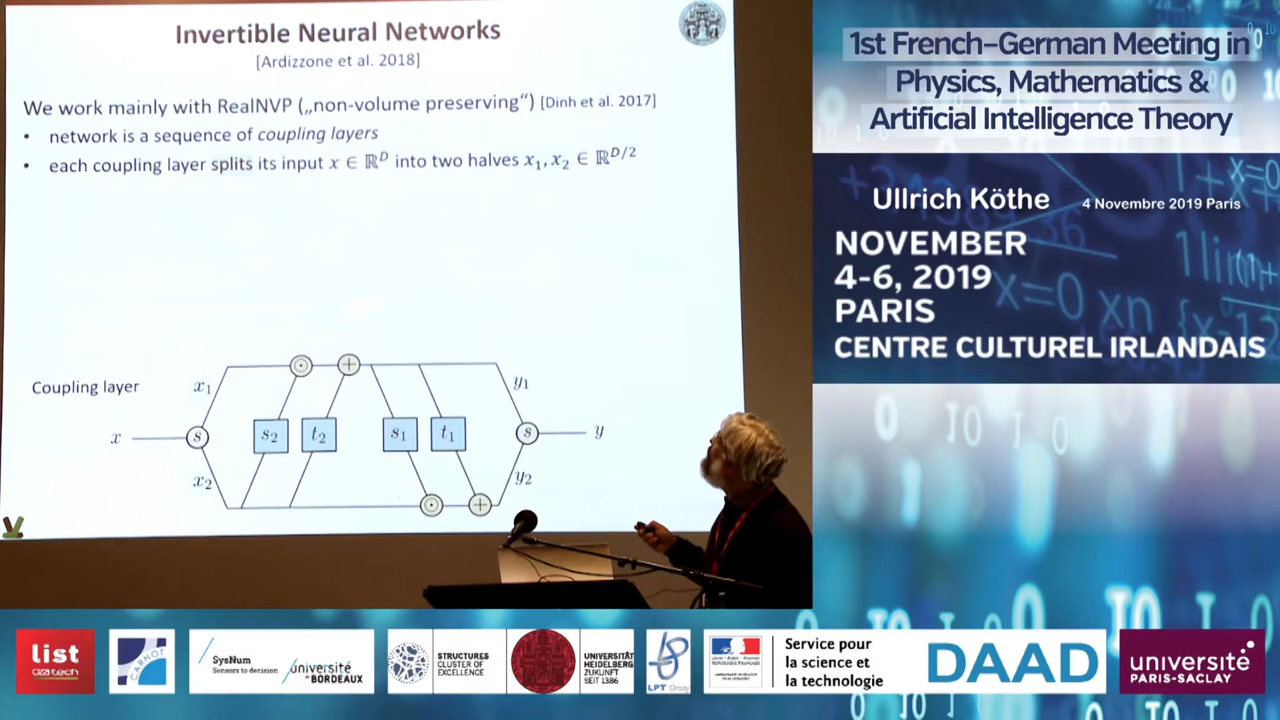 Invertible Neural Networks
[Ardizzone et al. 2018]
We work mainly with RealNVP („non-volume preserving“) [Dinh et al. 2017]
• network is a sequence of coupling layers
• each coupling layer splits its input x ∈ ℝᴰ into two halves x₁, x₂ ∈ ℝᴰ/²
Coupling layer
x₁
y₁
x
s
s₂
t₂
s₁
t₁
s
y
x₂
y₂
1st French–German Meeting in
Physics, Mathematics &
Artificial Intelligence Theory
Ullrich Köthe
4 Novembre 2019 Paris
NOVEMBER
4-6, 2019
PARIS
CENTRE CULTUREL IRLANDAIS
list
ceatech
CARNOT
SysNum
Sensors to decision
université
de BORDEAUX
STRUCTURES
CLUSTER OF
EXCELLENCE
UNIVERSITÄT
HEIDELBERG
ZUKUNFT
SEIT 1386
LPT Orsay
Service pour
la science et
la technologie
DAAD
université
PARIS-SACLAY